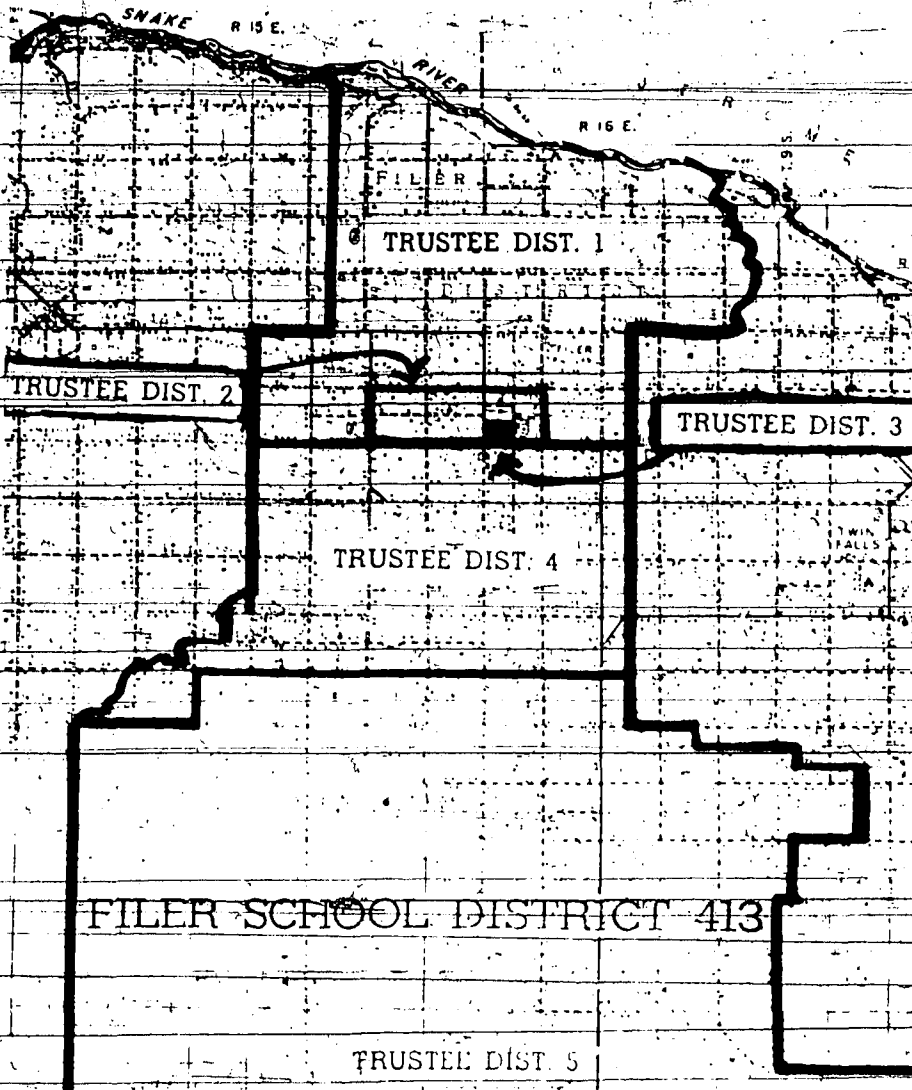 SNAKE
R 15 E.
RIVER
R 16 E.
FILER
TRUSTEE DIST. 1
DISTRICT
TRUSTEE DIST. 2
TRUSTEE DIST. 3
TRUSTEE DIST. 4
TWIN
FALLS
FILER SCHOOL DISTRICT 413
TRUSTEE DIST. 5